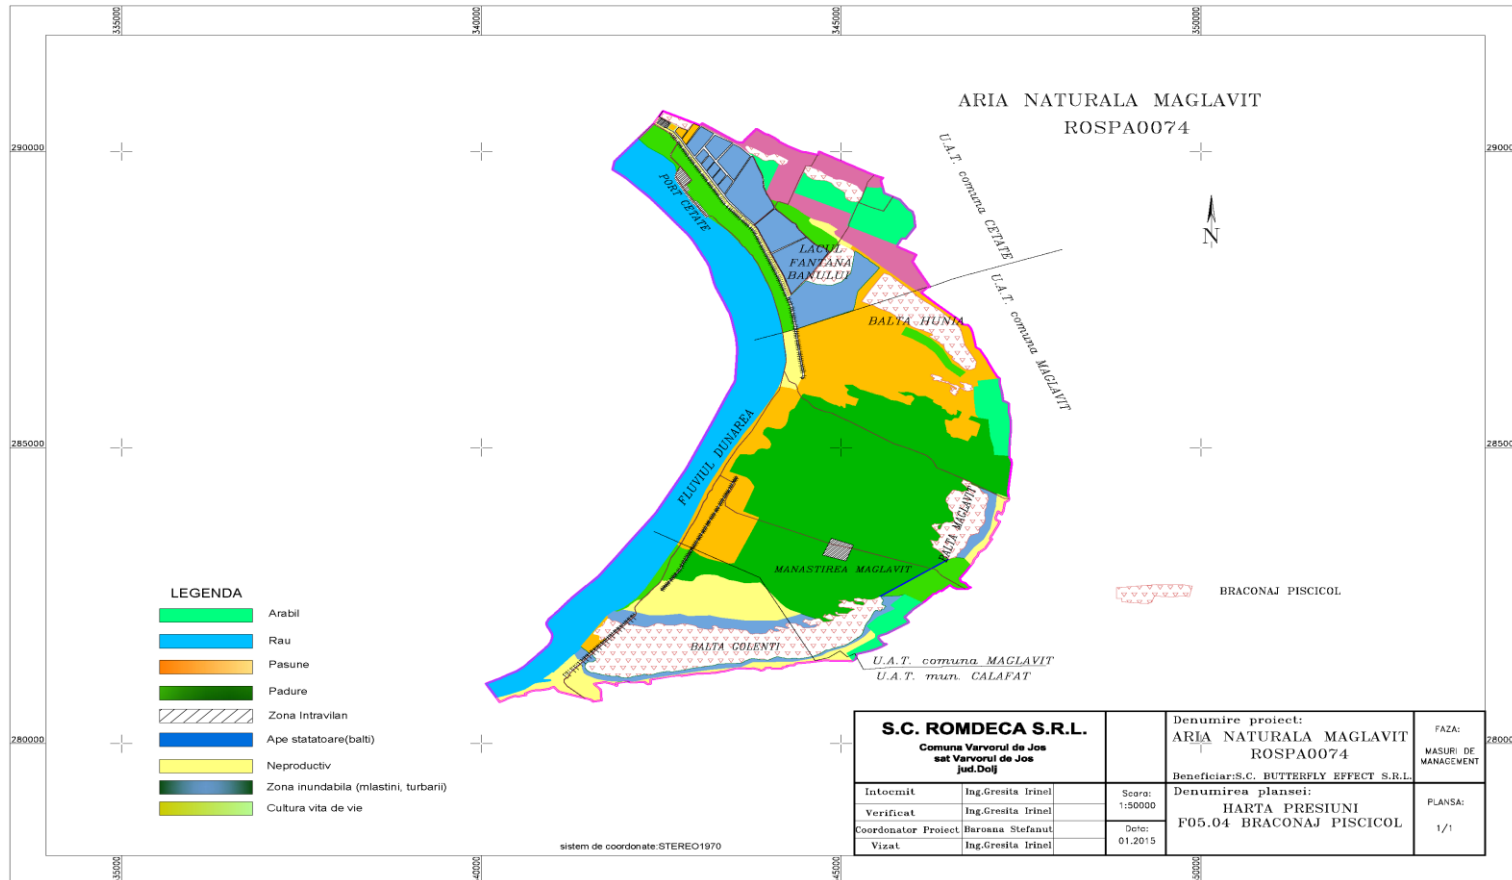 335000
340000
345000
350000
ARIA NATURALA MAGLAVIT
ROSPA0074
290000
U.A.T. comuna CETATE
PORT CETATE
N
LACUL
FANTANA
BANULUI
U.A.T. comuna MAGLAVIT
BALTA HUNIA
FLUVIUL DUNAREA
285000
28500
BALTA MAGLAVIT
MANASTIREA MAGLAVIT
BRACONAJ PISCICOL
BALTA GOLENTI
U.A.T. comuna MAGLAVIT
U.A.T. mun. CALAFAT
LEGENDA
Arabil
Rau
Pasune
Padure
Zona Intravilan
Ape statatoare(balti)
Neproductiv
Zona inundabila (mlastini, turbarii)
Cultura vita de vie
280000
S.C. ROMDECA S.R.L.
Comuna Varvorul de Jos
sat Varvorul de Jos
jud.Dolj
Denumire proiect:
ARIA NATURALA MAGLAVIT
ROSPA0074
Beneficiar:S.C. BUTTERFLY EFFECT S.R.L.
FAZA:
MASURI DE
MANAGEMENT
Intocmit Ing.Gresita Irinel
Verificat Ing.Gresita Irinel
Coordonator Proiect Baroana Stefanut
Vizat Ing.Gresita Irinel
Scara:
1:50000
Data:
01.2015
Denumirea plansei:
HARTA PRESIUNI
F05.04 BRACONAJ PISCICOL
PLANSA:
1/1
sistem de coordonate:STEREO1970